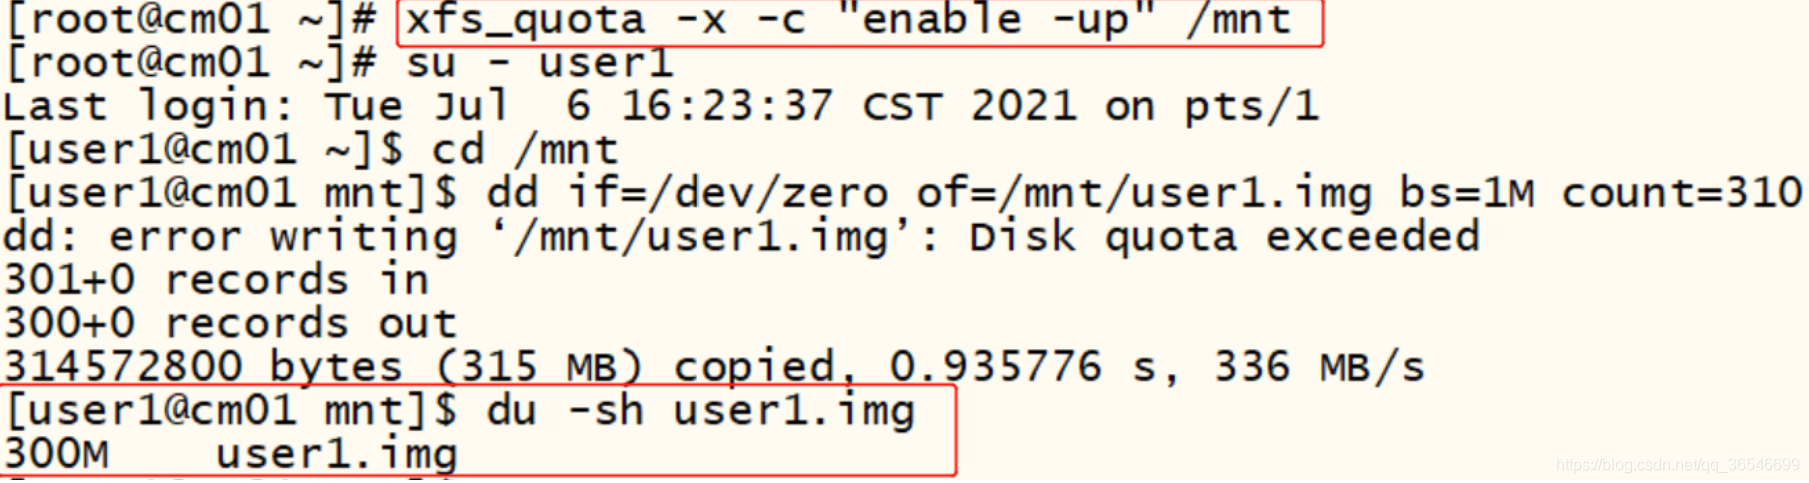 [root@cm01 ~]# xfs_quota -x -c "enable -up" /mnt
[root@cm01 ~]# su - user1
Last login: Tue Jul  6 16:23:37 CST 2021 on pts/1
[user1@cm01 ~]$ cd /mnt
[user1@cm01 mnt]$ dd if=/dev/zero of=/mnt/user1.img bs=1M count=310
dd: error writing ‘/mnt/user1.img’: Disk quota exceeded
301+0 records in
300+0 records out
314572800 bytes (315 MB) copied, 0.935776 s, 336 MB/s
[user1@cm01 mnt]$ du -sh user1.img
300M    user1.img
https://blog.csdn.net/qq_36546699